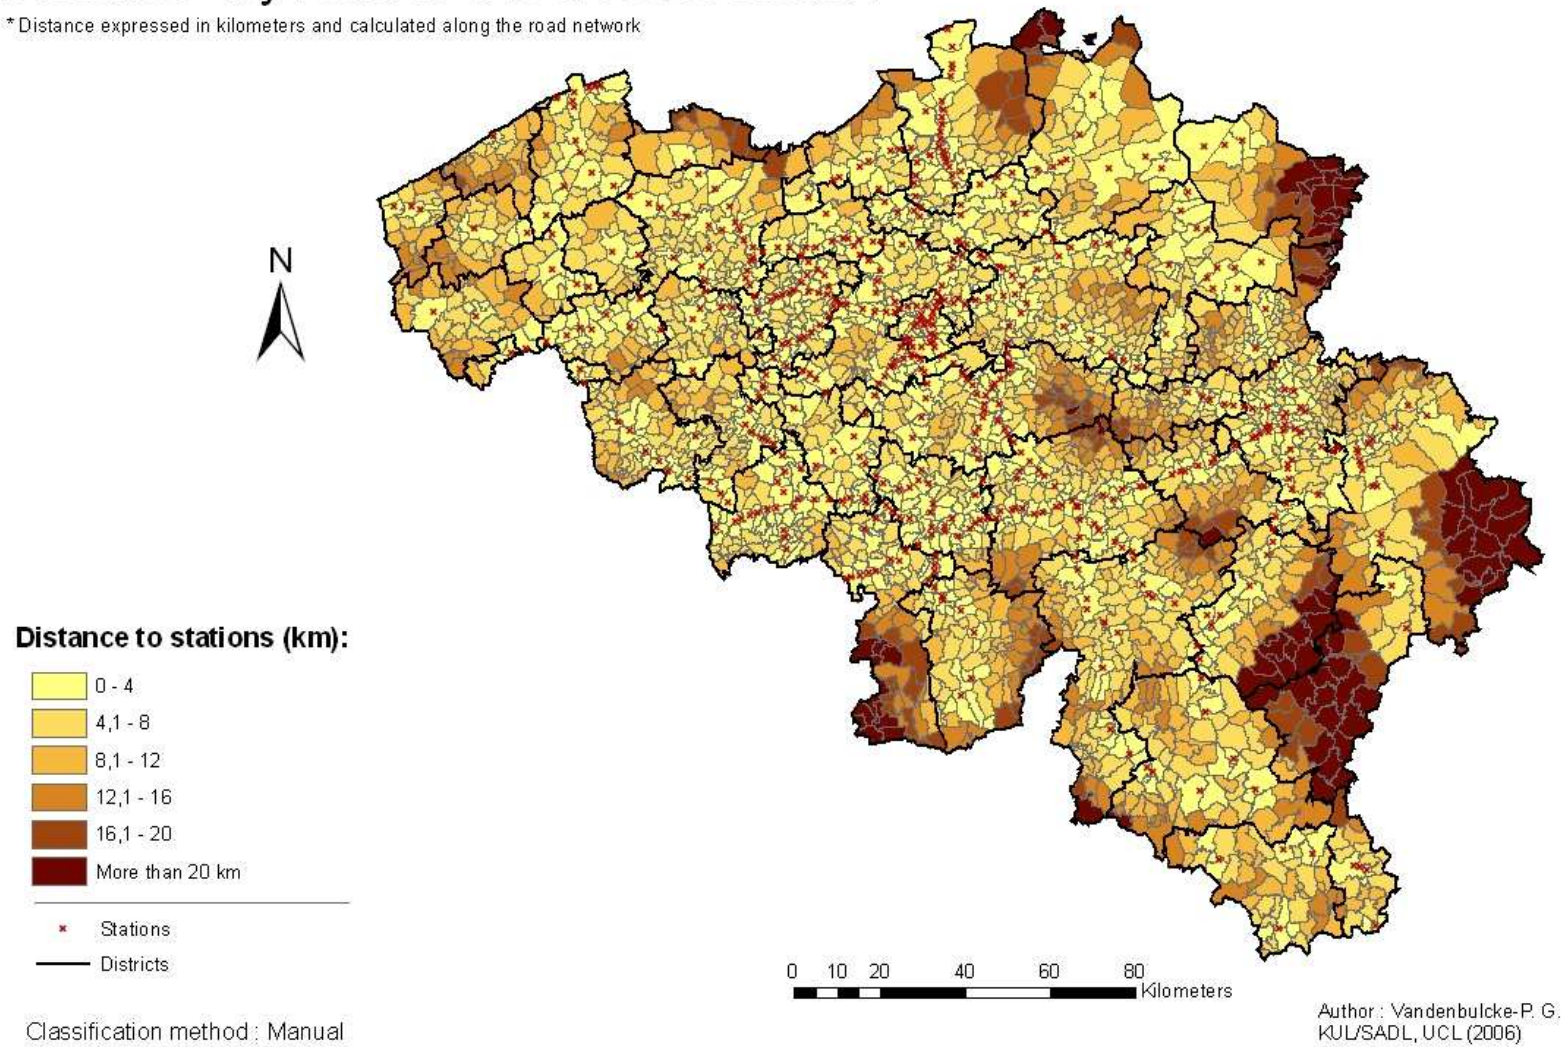 * Distance expressed in kilometers and calculated along the road network
N
Distance to stations (km):
0 - 4
4,1 - 8
8,1 - 12
12,1 - 16
16,1 - 20
More than 20 km
Stations
Districts
0 10 20 40 60 80
Kilometers
Classification method : Manual
Author : Vandenbulcke-P. G.
KUL/SADL, UCL (2006)